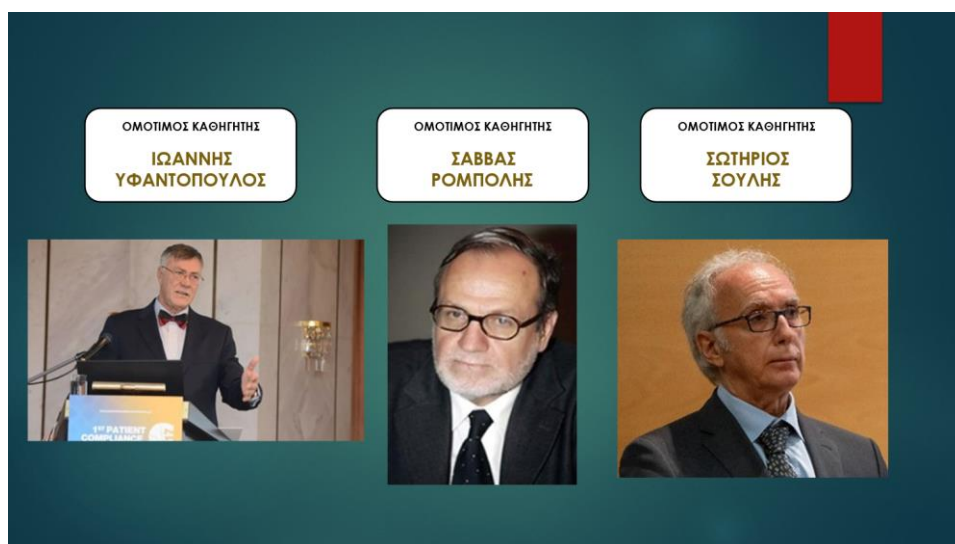 ΟΜΟΤΙΜΟΣ ΚΑΘΗΓΗΤΗΣ
ΙΩΑΝΝΗΣ
ΥΦΑΝΤΟΠΟΥΛΟΣ
ΟΜΟΤΙΜΟΣ ΚΑΘΗΓΗΤΗΣ
ΣΑΒΒΑΣ
ΡΟΜΠΟΛΗΣ
ΟΜΟΤΙΜΟΣ ΚΑΘΗΓΗΤΗΣ
ΣΩΤΗΡΙΟΣ
ΣΟΥΛΗΣ
1ST PATIENT
COMPLIANCE